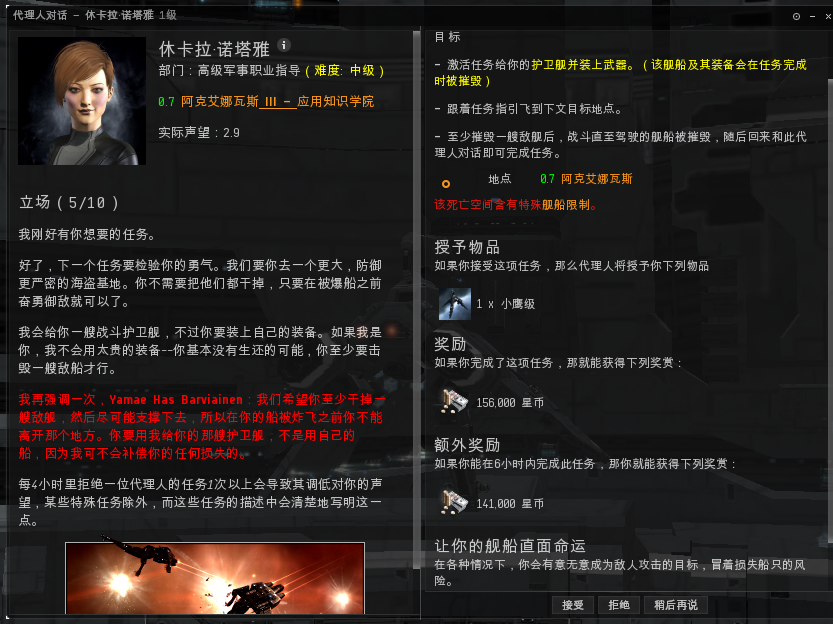 代理人对话 - 休卡拉·诺塔雅 1级
休卡拉·诺塔雅
部门：高级军事职业指导（难度: 中级）
0.7 阿克艾娜瓦斯 III - 应用知识学院
实际声望：2.9
立场（5/10 ）
我刚好有你想要的任务。
好了，下一个任务要检验你的勇气。我们要你去一个更大，防御
更严密的海盗基地。你不需要把他们都干掉，只要在被爆船之前
奋勇御敌就可以了。
我会给你一艘战斗护卫舰，不过你要装上自己的装备。如果我是
你，我不会用太贵的装备--你基本没有生还的可能，你至少要击
毁一艘敌船才行。
我再强调一次，Yamae Has Barviainen：我们希望你至少干掉一
艘敌舰，然后尽可能支撑下去，所以在你的船被炸飞之前你不能
离开那个地方。你要用我给你的那艘护卫舰，不是用自己的
船，因为我可不会补偿你的任何损失的。
每4小时里拒绝一位代理人的任务1次以上会导致其调低对你的声
望，某些特殊任务除外，而这些任务的描述中会清楚地写明这一
点。
目标
- 激活任务给你的护卫舰并装上武器。（该舰船及其装备会在任务完成
时被摧毁）
- 跟着任务指引飞到下文目标地点。
- 至少摧毁一艘敌舰后，战斗直至驾驶的舰船被摧毁，随后回来和此代
理人对话即可完成任务。
地点 0.7 阿克艾娜瓦斯
该死亡空间含有特殊舰船限制。
授予物品
如果你接受这项任务，那么代理人将授予你下列物品
1 x 小鹰级
奖励
如果你完成了这项任务，那就能获得下列奖赏：
156,000 星币
额外奖励
如果你能在6小时内完成此任务，那你就能获得下列奖赏：
141,000 星币
让你的舰船直面命运
在各种情况下，你会有意无意成为敌人攻击的目标，冒着损失船只的风
险。
接受 拒绝 稍后再说